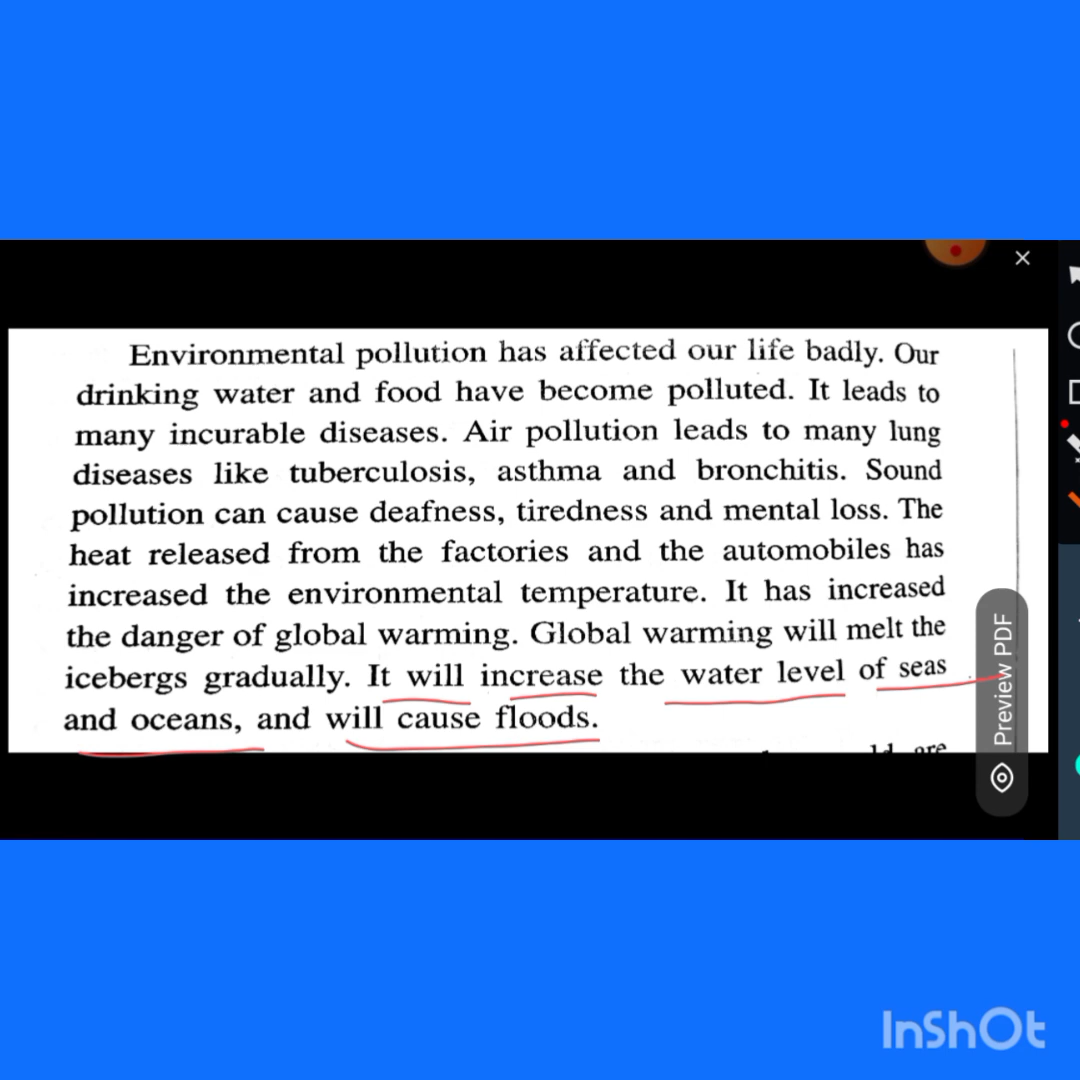 Environmental pollution has affected our life badly. Our
drinking water and food have become polluted. It leads to
many incurable diseases. Air pollution leads to many lung
diseases like tuberculosis, asthma and bronchitis. Sound
pollution can cause deafness, tiredness and mental loss. The
heat released from the factories and the automobiles has
increased the environmental temperature. It has increased
the danger of global warming. Global warming will melt the
icebergs gradually. It will increase the water level of seas
and oceans, and will cause floods.
Preview PDF
InShOt